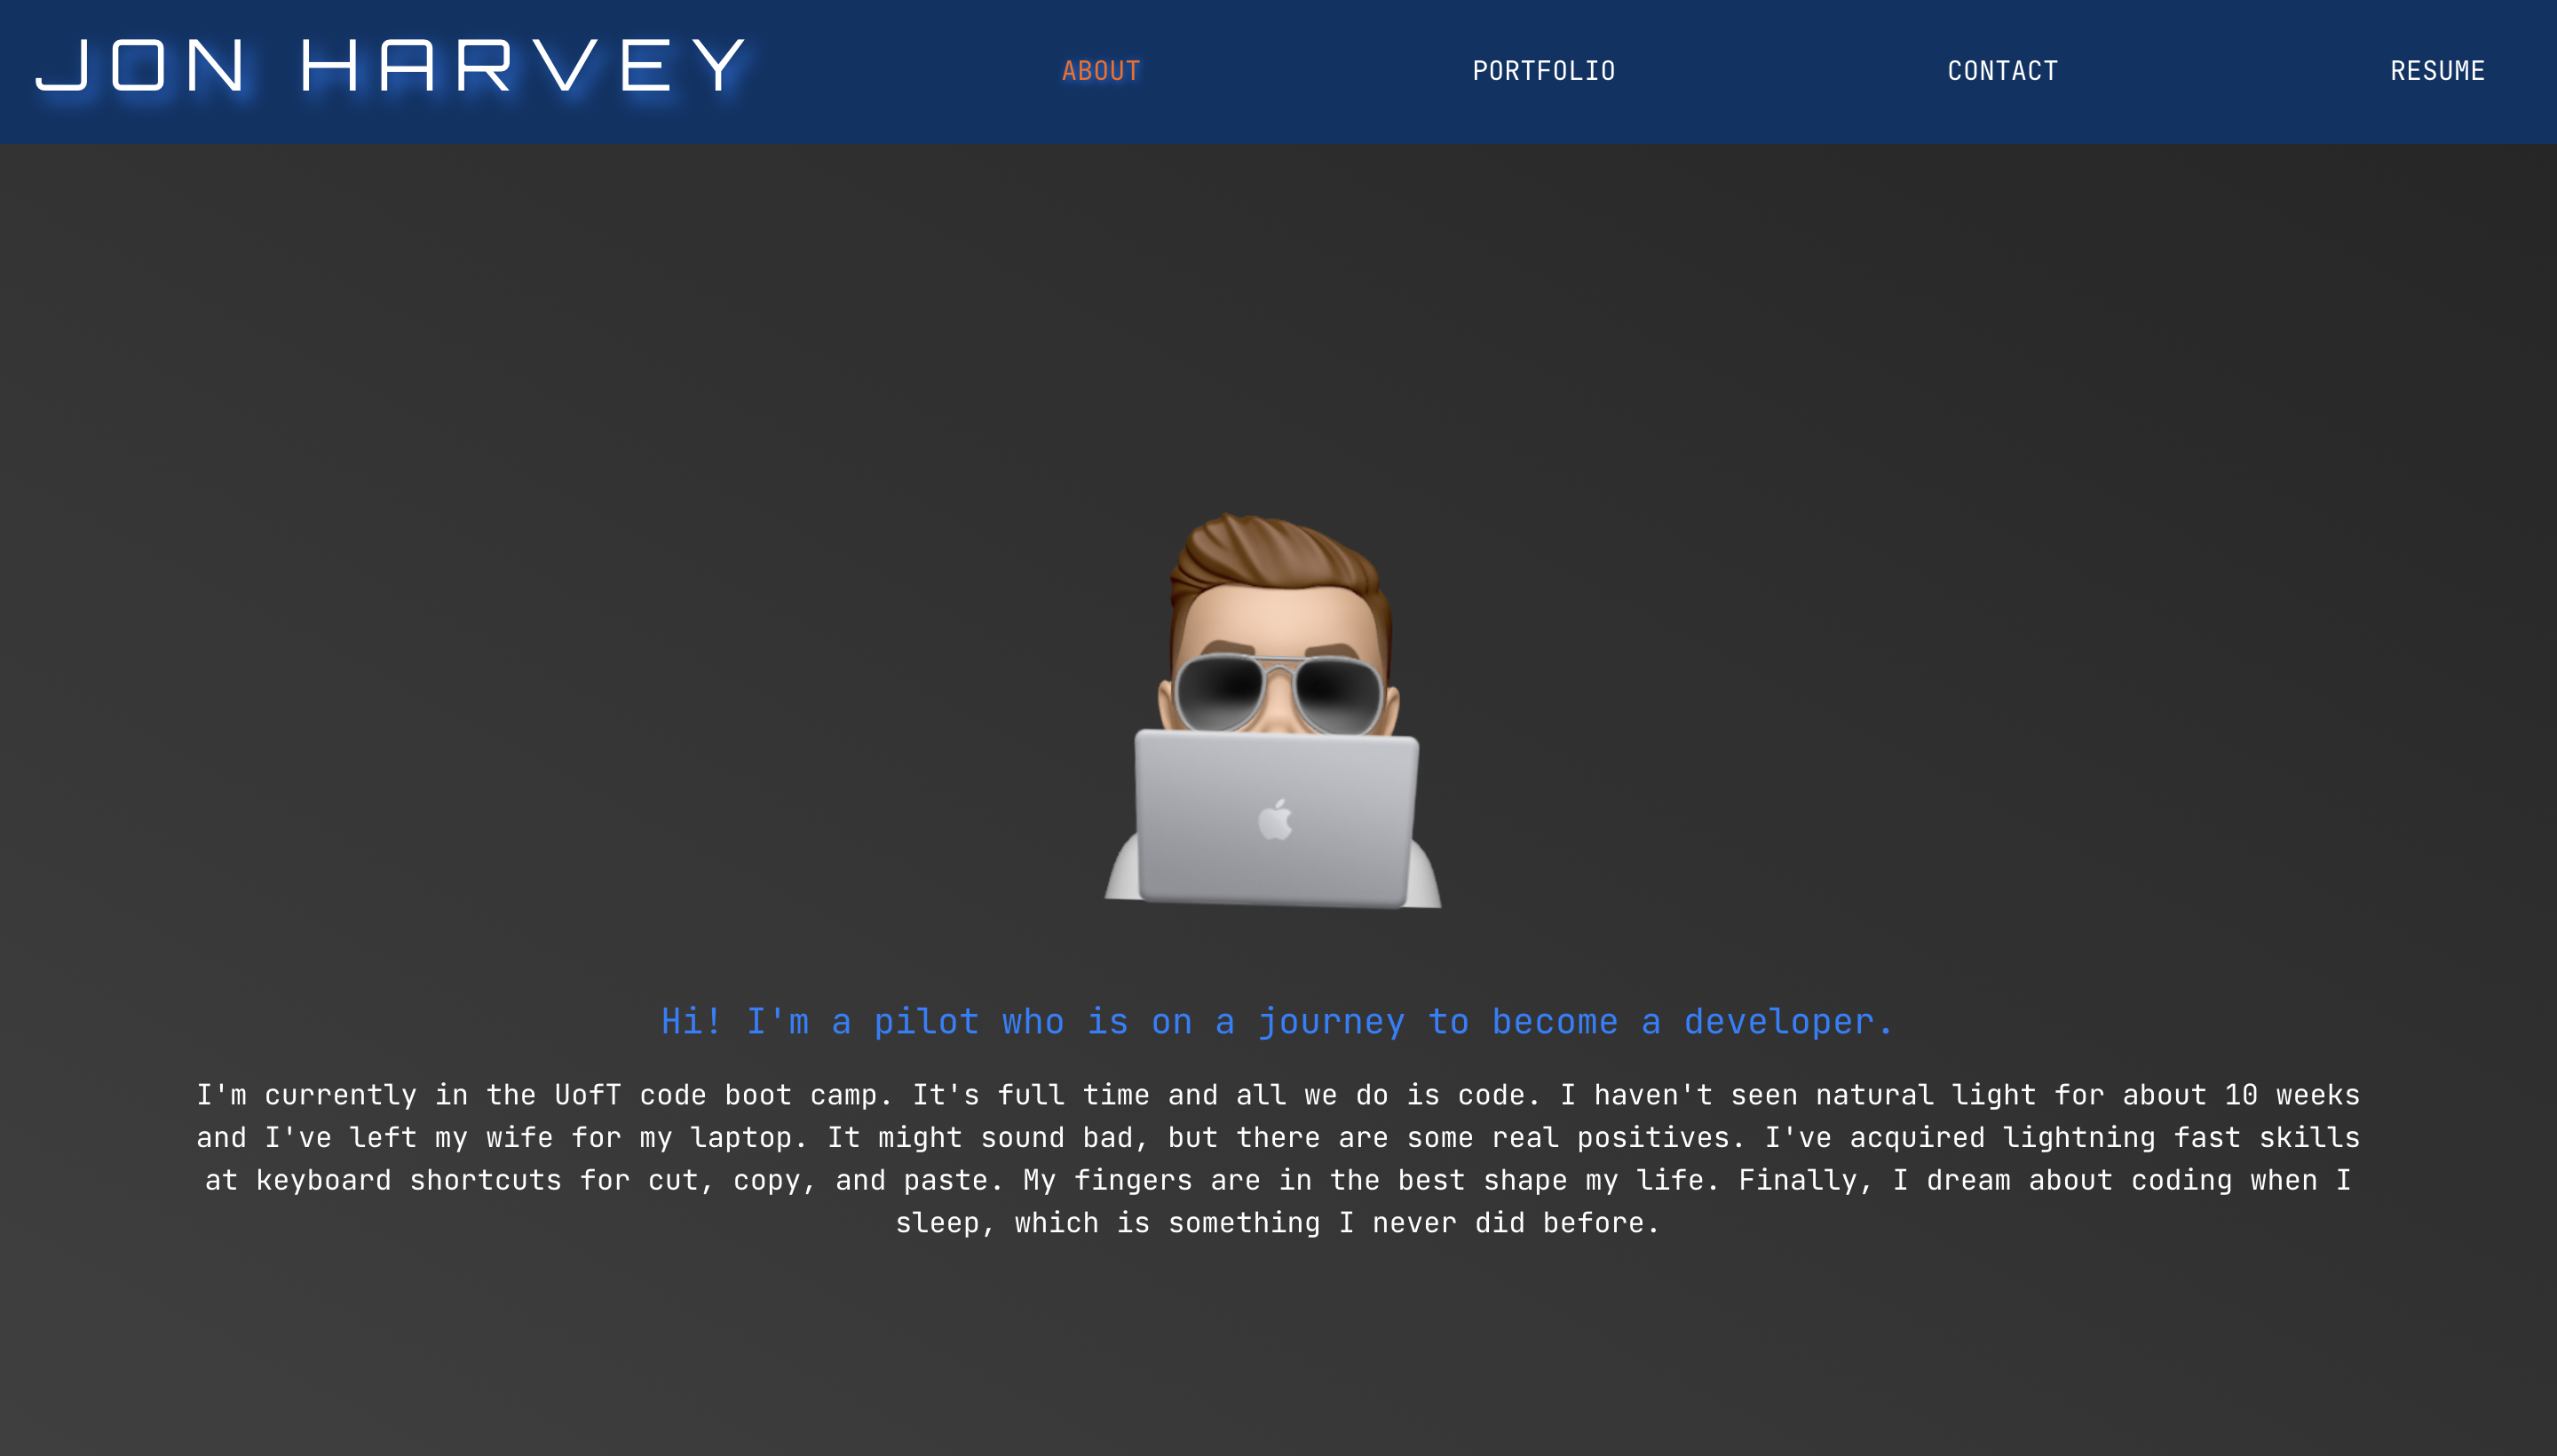 JON HARVEY
ABOUT
PORTFOLIO
CONTACT
RESUME
Hi! I'm a pilot who is on a journey to become a developer.
I'm currently in the UofT code boot camp. It's full time and all we do is code. I haven't seen natural light for about 10 weeks
and I've left my wife for my laptop. It might sound bad, but there are some real positives. I've acquired lightning fast skills
at keyboard shortcuts for cut, copy, and paste. My fingers are in the best shape my life. Finally, I dream about coding when I
sleep, which is something I never did before.